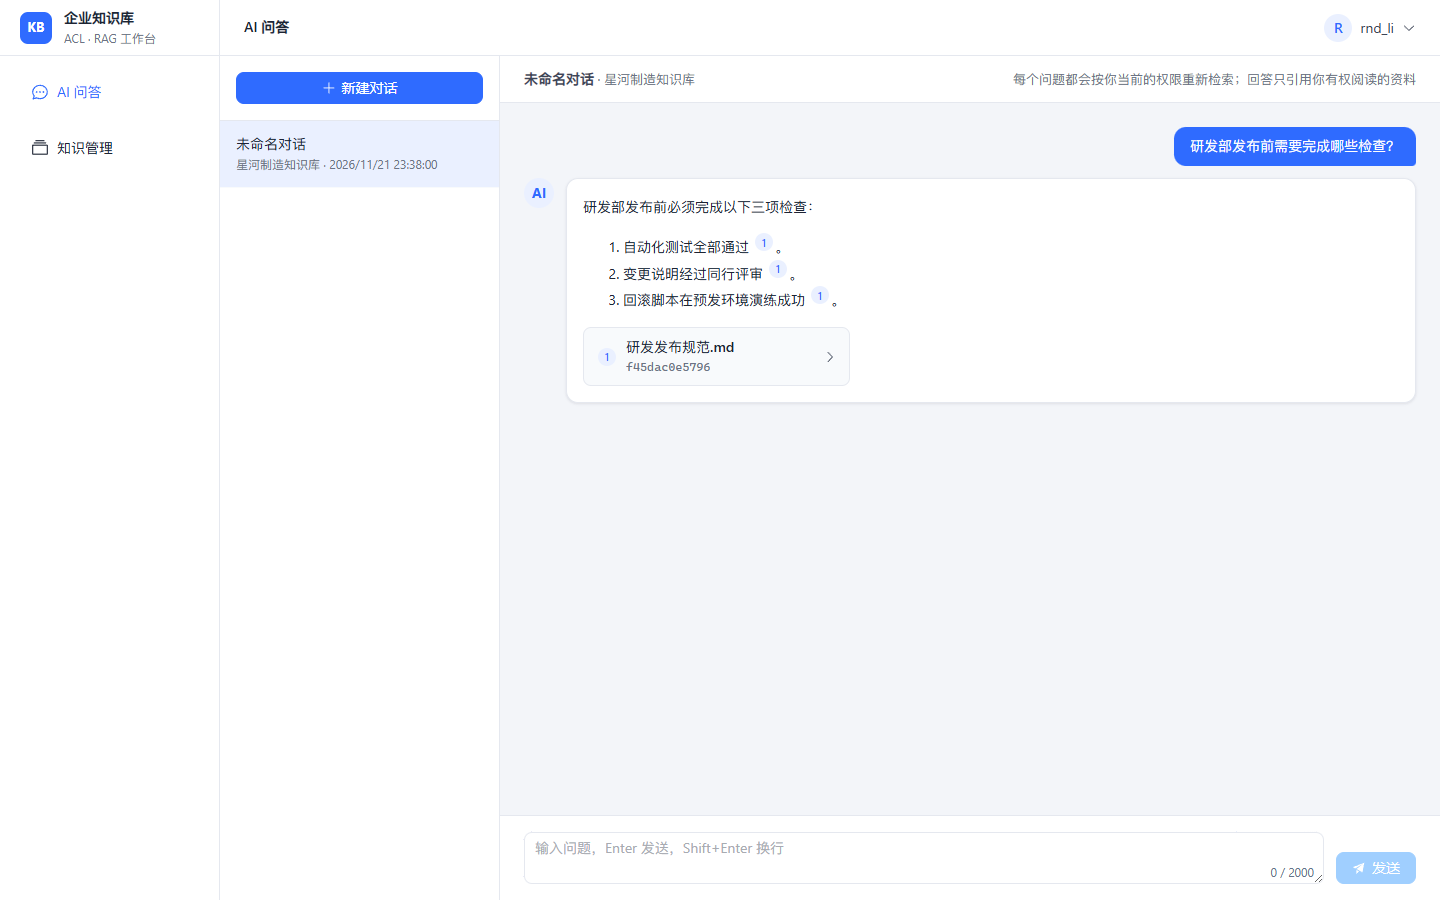 KB
企业知识库
ACL · RAG 工作台
AI 问答
知识管理
AI 问答
R rnd_li
新建对话
未命名对话
星河制造知识库 · 2026/11/21 23:38:00
未命名对话 · 星河制造知识库
每个问题都会按你当前的权限重新检索；回答只引用你有权阅读的资料
研发部发布前需要完成哪些检查？
AI
研发部发布前必须完成以下三项检查：
1. 自动化测试全部通过 1 。
2. 变更说明经过同行评审 1 。
3. 回滚脚本在预发环境演练成功 1 。
1
研发发布规范.md
f45dac0e5796
输入问题，Enter 发送，Shift+Enter 换行
0 / 2000
发送